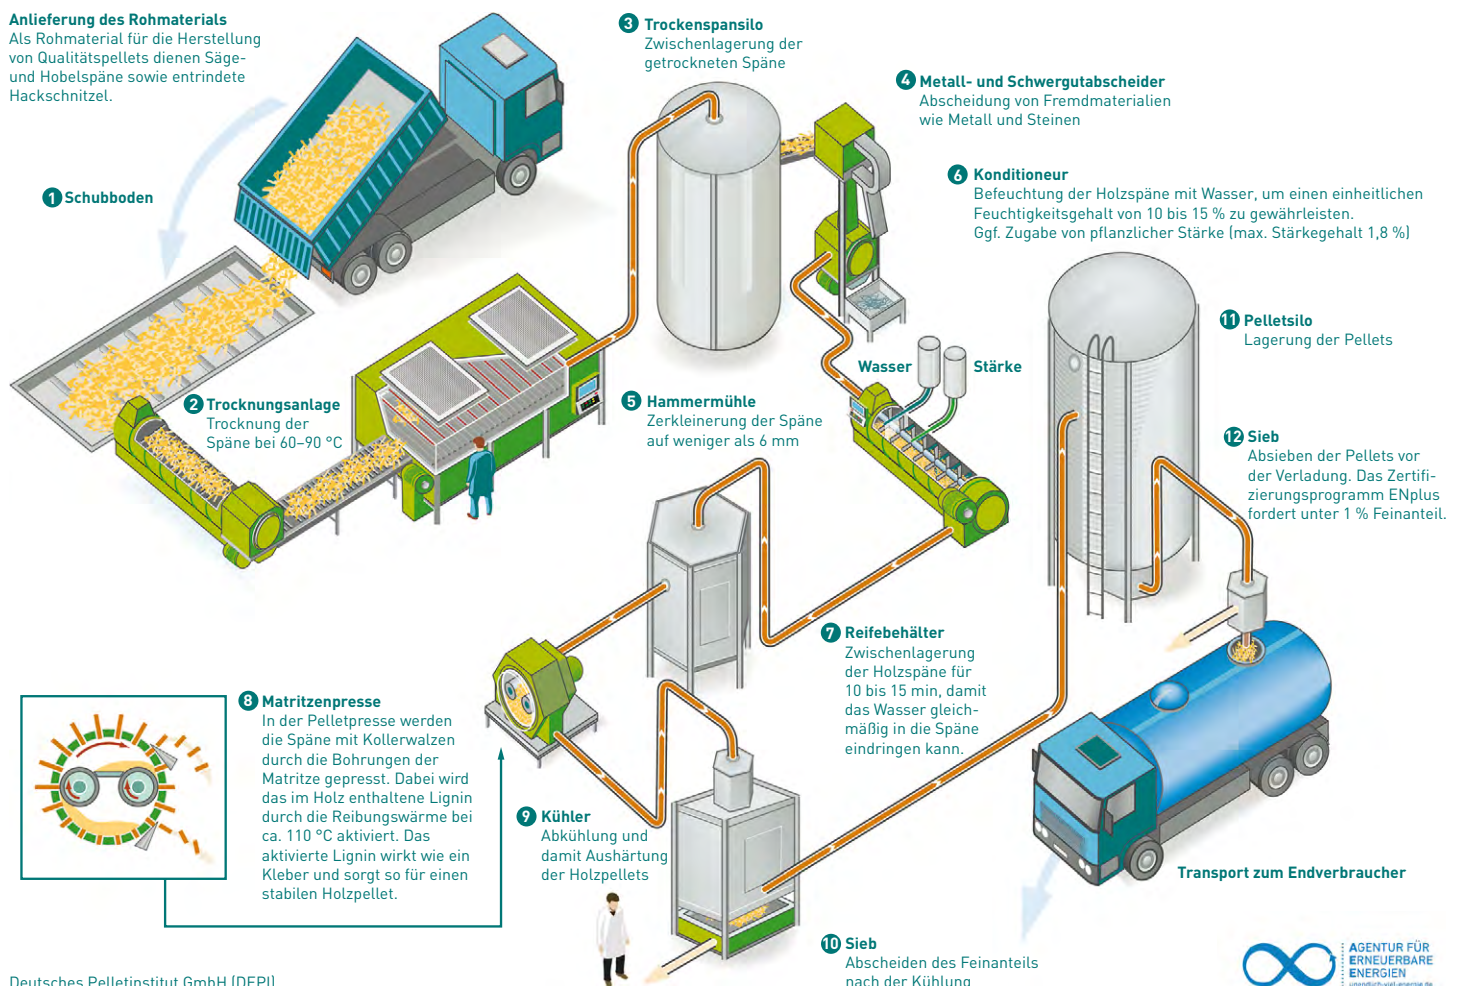 Anlieferung des Rohmaterials
Als Rohmaterial für die Herstellung
von Qualitätspellets dienen Säge-
und Hobelspäne sowie entrindete
Hackschnitzel.
1 Schubboden
2 Trocknungsanlage
Trocknung der
Späne bei 60–90 °C
3 Trockenspansilo
Zwischenlagerung der
getrockneten Späne
4 Metall- und Schwergutabscheider
Abscheidung von Fremdmaterialien
wie Metall und Steinen
5 Hammermühle
Zerkleinerung der Späne
auf weniger als 6 mm
6 Konditioneur
Befeuchtung der Holzspäne mit Wasser, um einen einheitlichen
Feuchtigkeitsgehalt von 10 bis 15 % zu gewährleisten.
Ggf. Zugabe von pflanzlicher Stärke (max. Stärkegehalt 1,8 %)
Wasser
Stärke
7 Reifebehälter
Zwischenlagerung
der Holzspäne für
10 bis 15 min, damit
das Wasser gleich-
mäßig in die Späne
eindringen kann.
8 Matritzenpresse
In der Pelletpresse werden
die Späne mit Kollerwalzen
durch die Bohrungen der
Matritze gepresst. Dabei wird
das im Holz enthaltene Lignin
durch die Reibungswärme bei
ca. 110 °C aktiviert. Das
aktivierte Lignin wirkt wie ein
Kleber und sorgt so für einen
stabilen Holzpellet.
9 Kühler
Abkühlung und
damit Aushärtung
der Holzpellets
10 Sieb
Abscheiden des Feinanteils
nach der Kühlung
11 Pelletsilo
Lagerung der Pellets
12 Sieb
Absieben der Pellets vor
der Verladung. Das Zertifi-
zierungsprogramm ENplus
fordert unter 1 % Feinanteil.
Transport zum Endverbraucher
Deutsches Pelletinstitut GmbH (DEPI)
AGENTUR FÜR
ERNEUERBARE
ENERGIEN
unendlich-viel-energie.de